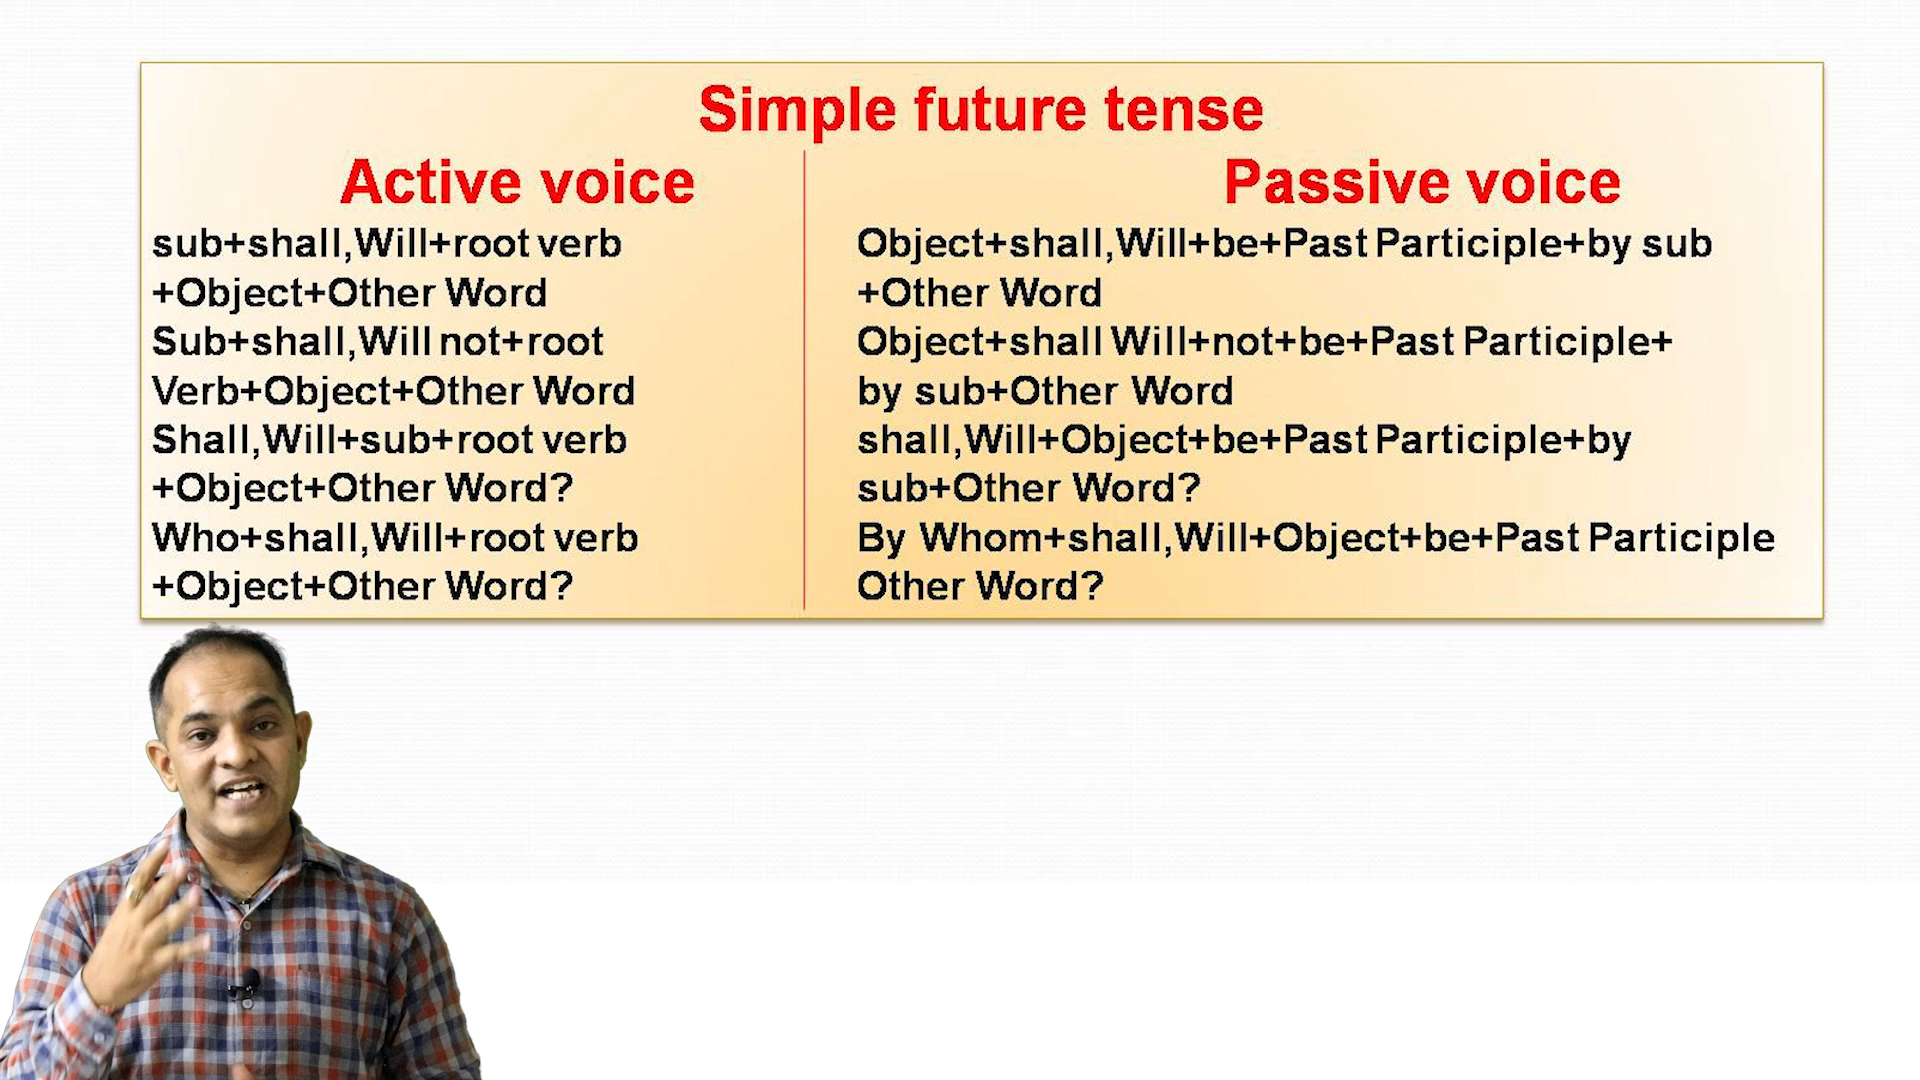 Simple future tense
Active voice
sub+shall,Will+root verb
+Object+Other Word
Sub+shall,Will not+root
Verb+Object+Other Word
Shall,Will+sub+root verb
+Object+Other Word?
Who+shall,Will+root verb
+Object+Other Word?
Passive voice
Object+shall,Will+be+Past Participle+by sub
+Other Word
Object+shall Will+not+be+Past Participle+
by sub+Other Word
shall,Will+Object+be+Past Participle+by
sub+Other Word?
By Whom+shall,Will+Object+be+Past Participle
Other Word?